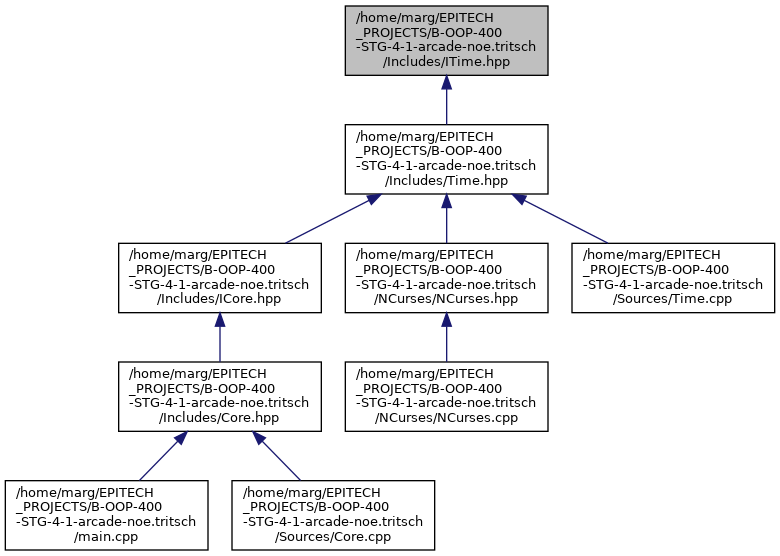 /home/marg/EPITECH
_PROJECTS/B-OOP-400
-STG-4-1-arcade-noe.tritsch
/Includes/ITime.hpp
/home/marg/EPITECH
_PROJECTS/B-OOP-400
-STG-4-1-arcade-noe.tritsch
/Includes/Time.hpp
/home/marg/EPITECH
_PROJECTS/B-OOP-400
-STG-4-1-arcade-noe.tritsch
/Includes/ICore.hpp
/home/marg/EPITECH
_PROJECTS/B-OOP-400
-STG-4-1-arcade-noe.tritsch
/NCurses/NCurses.hpp
/home/marg/EPITECH
_PROJECTS/B-OOP-400
-STG-4-1-arcade-noe.tritsch
/Sources/Time.cpp
/home/marg/EPITECH
_PROJECTS/B-OOP-400
-STG-4-1-arcade-noe.tritsch
/Includes/Core.hpp
/home/marg/EPITECH
_PROJECTS/B-OOP-400
-STG-4-1-arcade-noe.tritsch
/NCurses/NCurses.cpp
/home/marg/EPITECH
_PROJECTS/B-OOP-400
-STG-4-1-arcade-noe.tritsch
/main.cpp
/home/marg/EPITECH
_PROJECTS/B-OOP-400
-STG-4-1-arcade-noe.tritsch
/Sources/Core.cpp